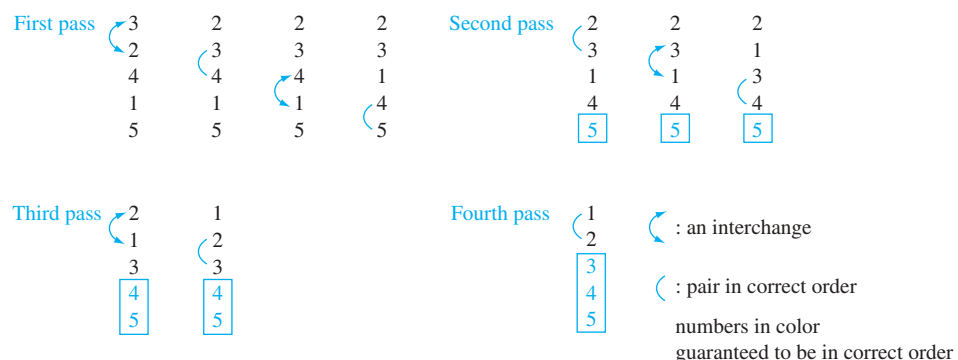 First pass 3 2 2 2
2 3 3 3
4 4 4 1
1 1 1 4
5 5 5 5
Second pass 2 2 2
3 3 1
1 1 3
4 4 4
5 5 5
Third pass 2 1
1 2
3 3
4 4
5 5
Fourth pass 1
2
3
4
5
: an interchange
: pair in correct order
numbers in color
guaranteed to be in correct order